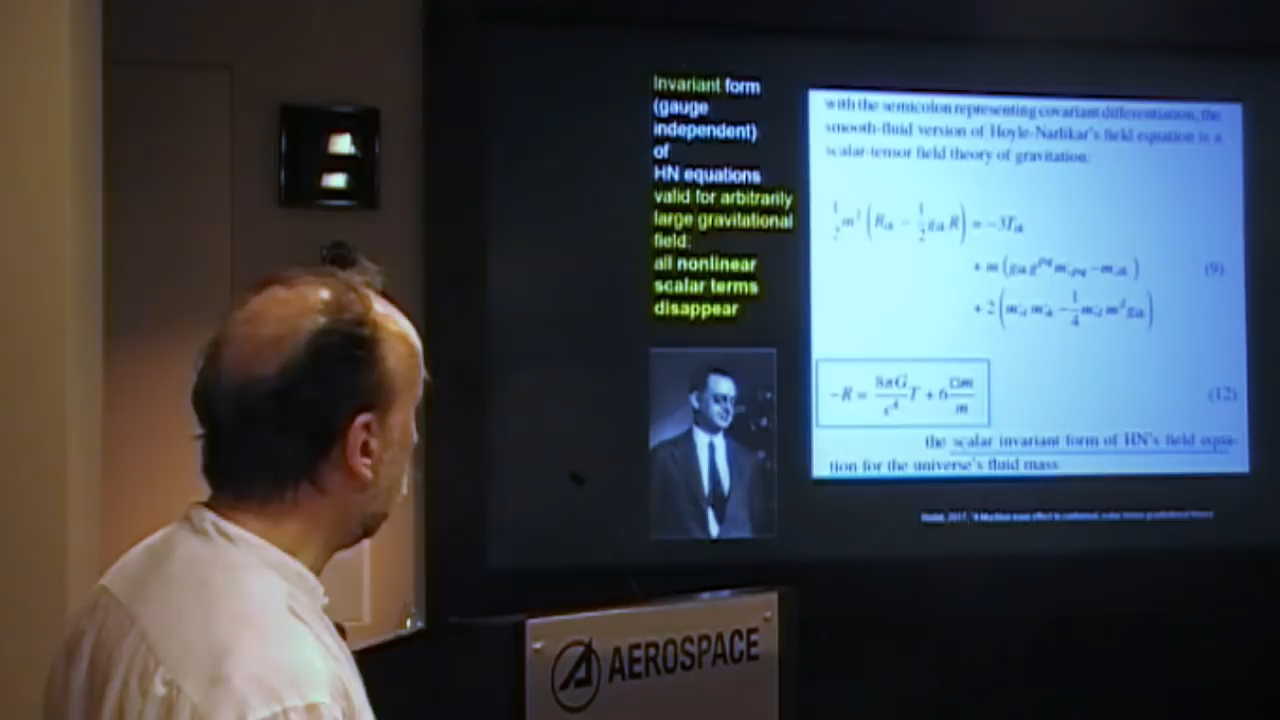 Invariant form
(gauge
independent)
of
HN equations
valid for arbitrarily
large gravitational
field:
all nonlinear
scalar terms
disappear
with the semicolon representing covariant differentiation, the
smooth-fluid version of Hoyle-Narlikar's field equation is a
scalar-tensor field theory of gravitation:
(9)
-R = 8πG/c⁴ T + 6 □m/m
(12)
the scalar invariant form of HN's field equa-
tion for the universe's fluid mass
AEROSPACE